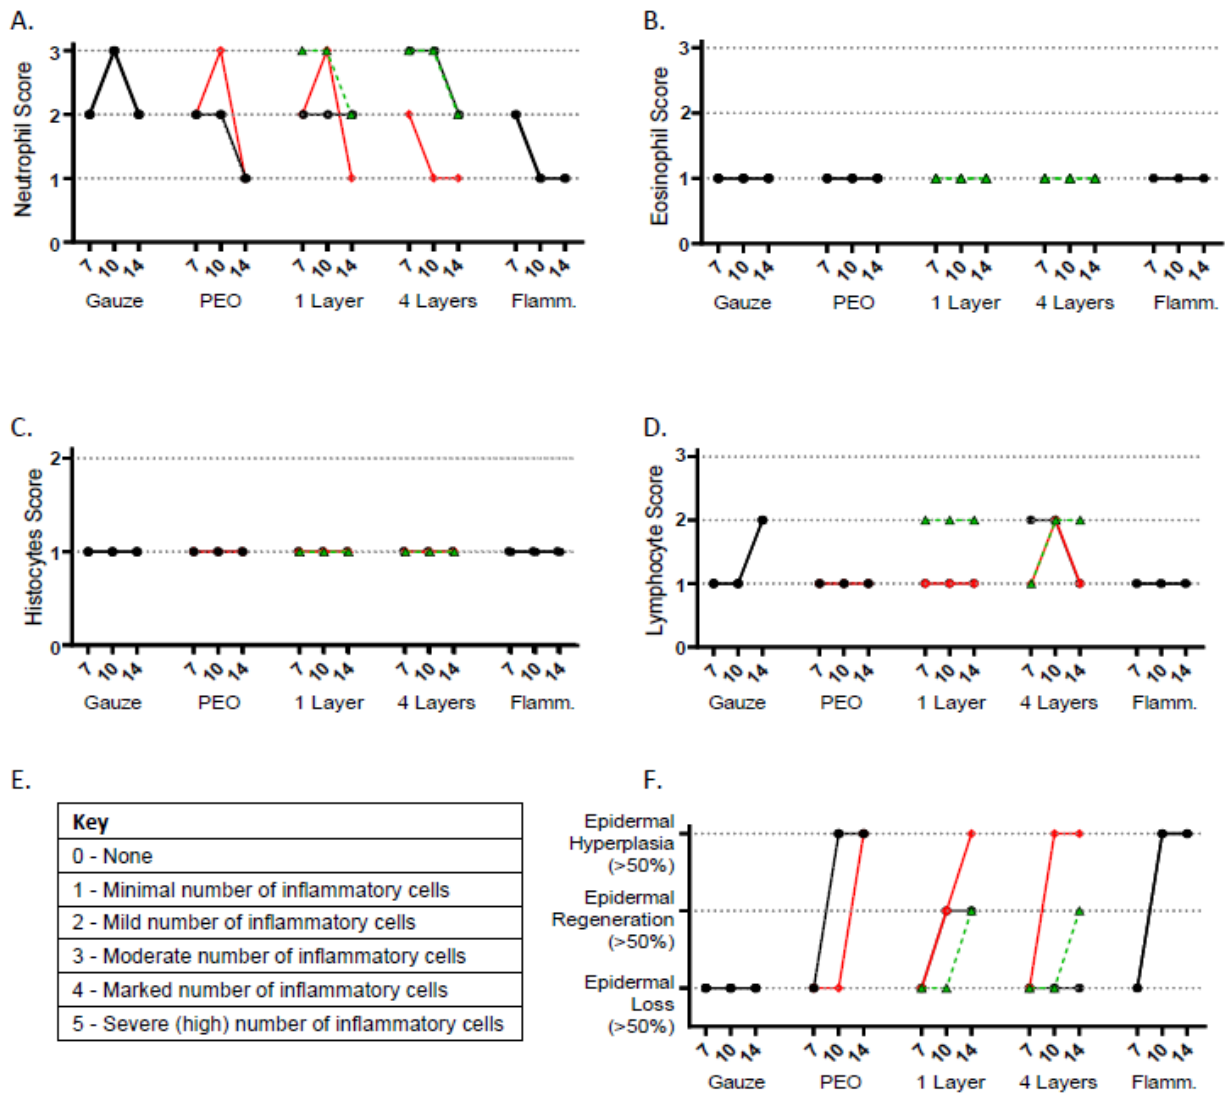 A.
Neutrophil Score
3
2
1
0
7 10 14 7 10 14 7 10 14 7 10 14 7 10 14
Gauze PEO 1 Layer 4 Layers Flamm.
B.
Eosinophil Score
3
2
1
0
7 10 14 7 10 14 7 10 14 7 10 14 7 10 14
Gauze PEO 1 Layer 4 Layers Flamm.
C.
Histocytes Score
2
1
0
7 10 14 7 10 14 7 10 14 7 10 14 7 10 14
Gauze PEO 1 Layer 4 Layers Flamm.
D.
Lymphocyte Score
3
2
1
0
7 10 14 7 10 14 7 10 14 7 10 14 7 10 14
Gauze PEO 1 Layer 4 Layers Flamm.
E.
Key
0 - None
1 - Minimal number of inflammatory cells
2 - Mild number of inflammatory cells
3 - Moderate number of inflammatory cells
4 - Marked number of inflammatory cells
5 - Severe (high) number of inflammatory cells
F.
Epidermal
Hyperplasia
(>50%)
Epidermal
Regeneration
(>50%)
Epidermal
Loss
(>50%)
7 10 14 7 10 14 7 10 14 7 10 14 7 10 14
Gauze PEO 1 Layer 4 Layers Flamm.